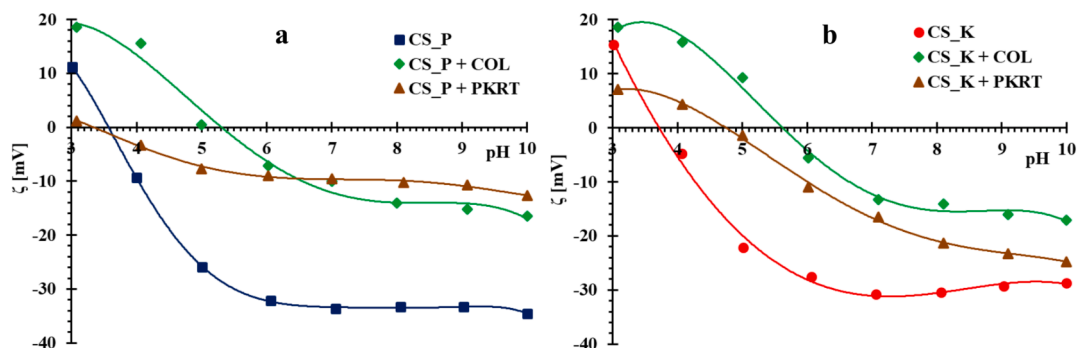 a
CS_P
CS_P + COL
CS_P + PKRT
ζ [mV]
20
10
0
-10
-20
-30
-40
3 4 5 6 7 8 9 10
pH
b
CS_K
CS_K + COL
CS_K + PKRT
ζ [mV]
20
10
0
-10
-20
-30
-40
3 4 5 6 7 8 9 10
pH